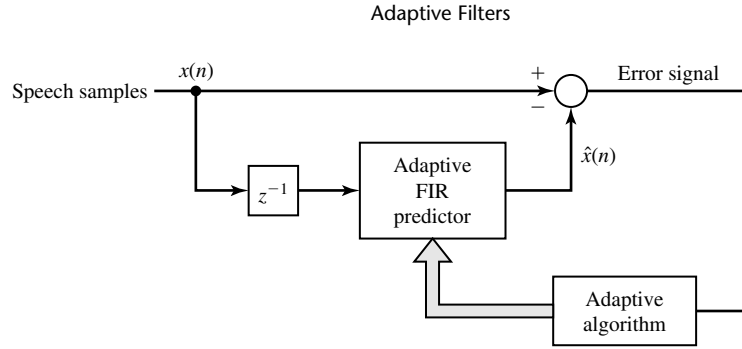 Adaptive Filters
x(n)
Speech samples
+
−
Error signal
x̂(n)
z⁻¹
Adaptive
FIR
predictor
Adaptive
algorithm